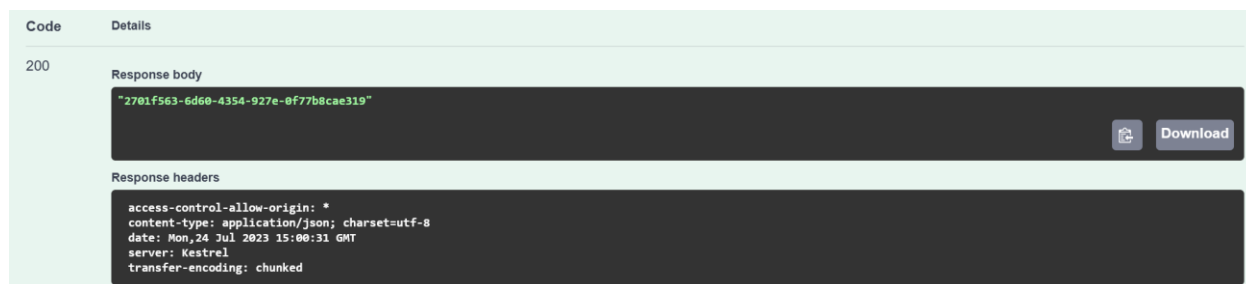 Code Details
200
Response body
"2701f563-6d60-4354-927e-0f77b8cae319"
Download
Response headers
access-control-allow-origin: *
content-type: application/json; charset=utf-8
date: Mon,24 Jul 2023 15:00:31 GMT
server: Kestrel
transfer-encoding: chunked